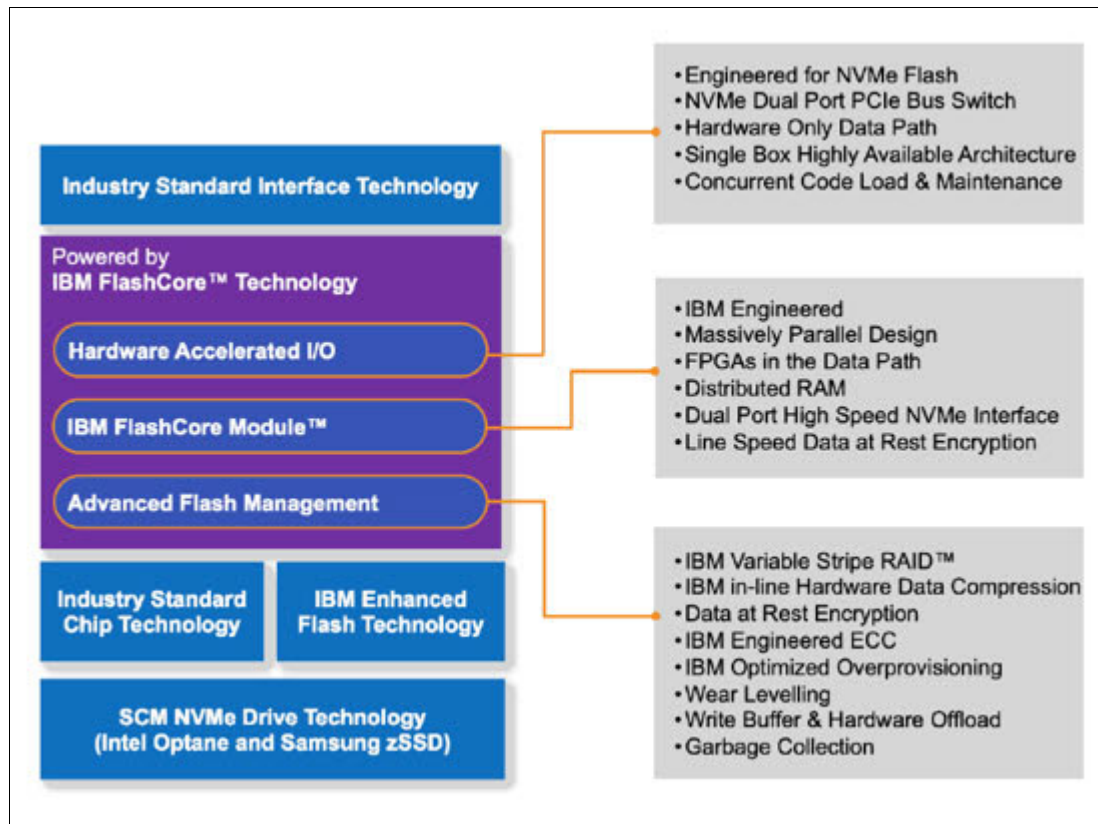 Industry Standard Interface Technology
Powered by
IBM FlashCore™ Technology
Hardware Accelerated I/O
IBM FlashCore Module™
Advanced Flash Management
Industry Standard
Chip Technology
IBM Enhanced
Flash Technology
SCM NVMe Drive Technology
(Intel Optane and Samsung zSSD)
•Engineered for NVMe Flash
•NVMe Dual Port PCIe Bus Switch
•Hardware Only Data Path
•Single Box Highly Available Architecture
•Concurrent Code Load & Maintenance
•IBM Engineered
•Massively Parallel Design
•FPGAs in the Data Path
•Distributed RAM
•Dual Port High Speed NVMe Interface
•Line Speed Data at Rest Encryption
•IBM Variable Stripe RAID™
•IBM in-line Hardware Data Compression
•Data at Rest Encryption
•IBM Engineered ECC
•IBM Optimized Overprovisioning
•Wear Levelling
•Write Buffer & Hardware Offload
•Garbage Collection